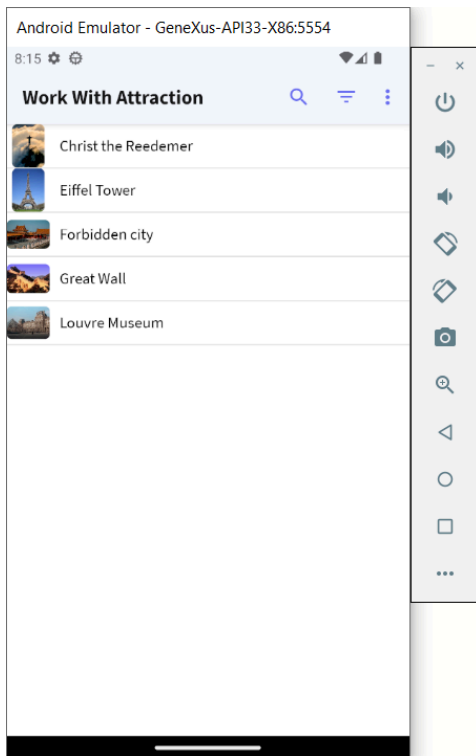 Android Emulator - GeneXus-API33-X86:5554
8:15
Work With Attraction
Christ the Reedemer
Eiffel Tower
Forbidden city
Great Wall
Louvre Museum